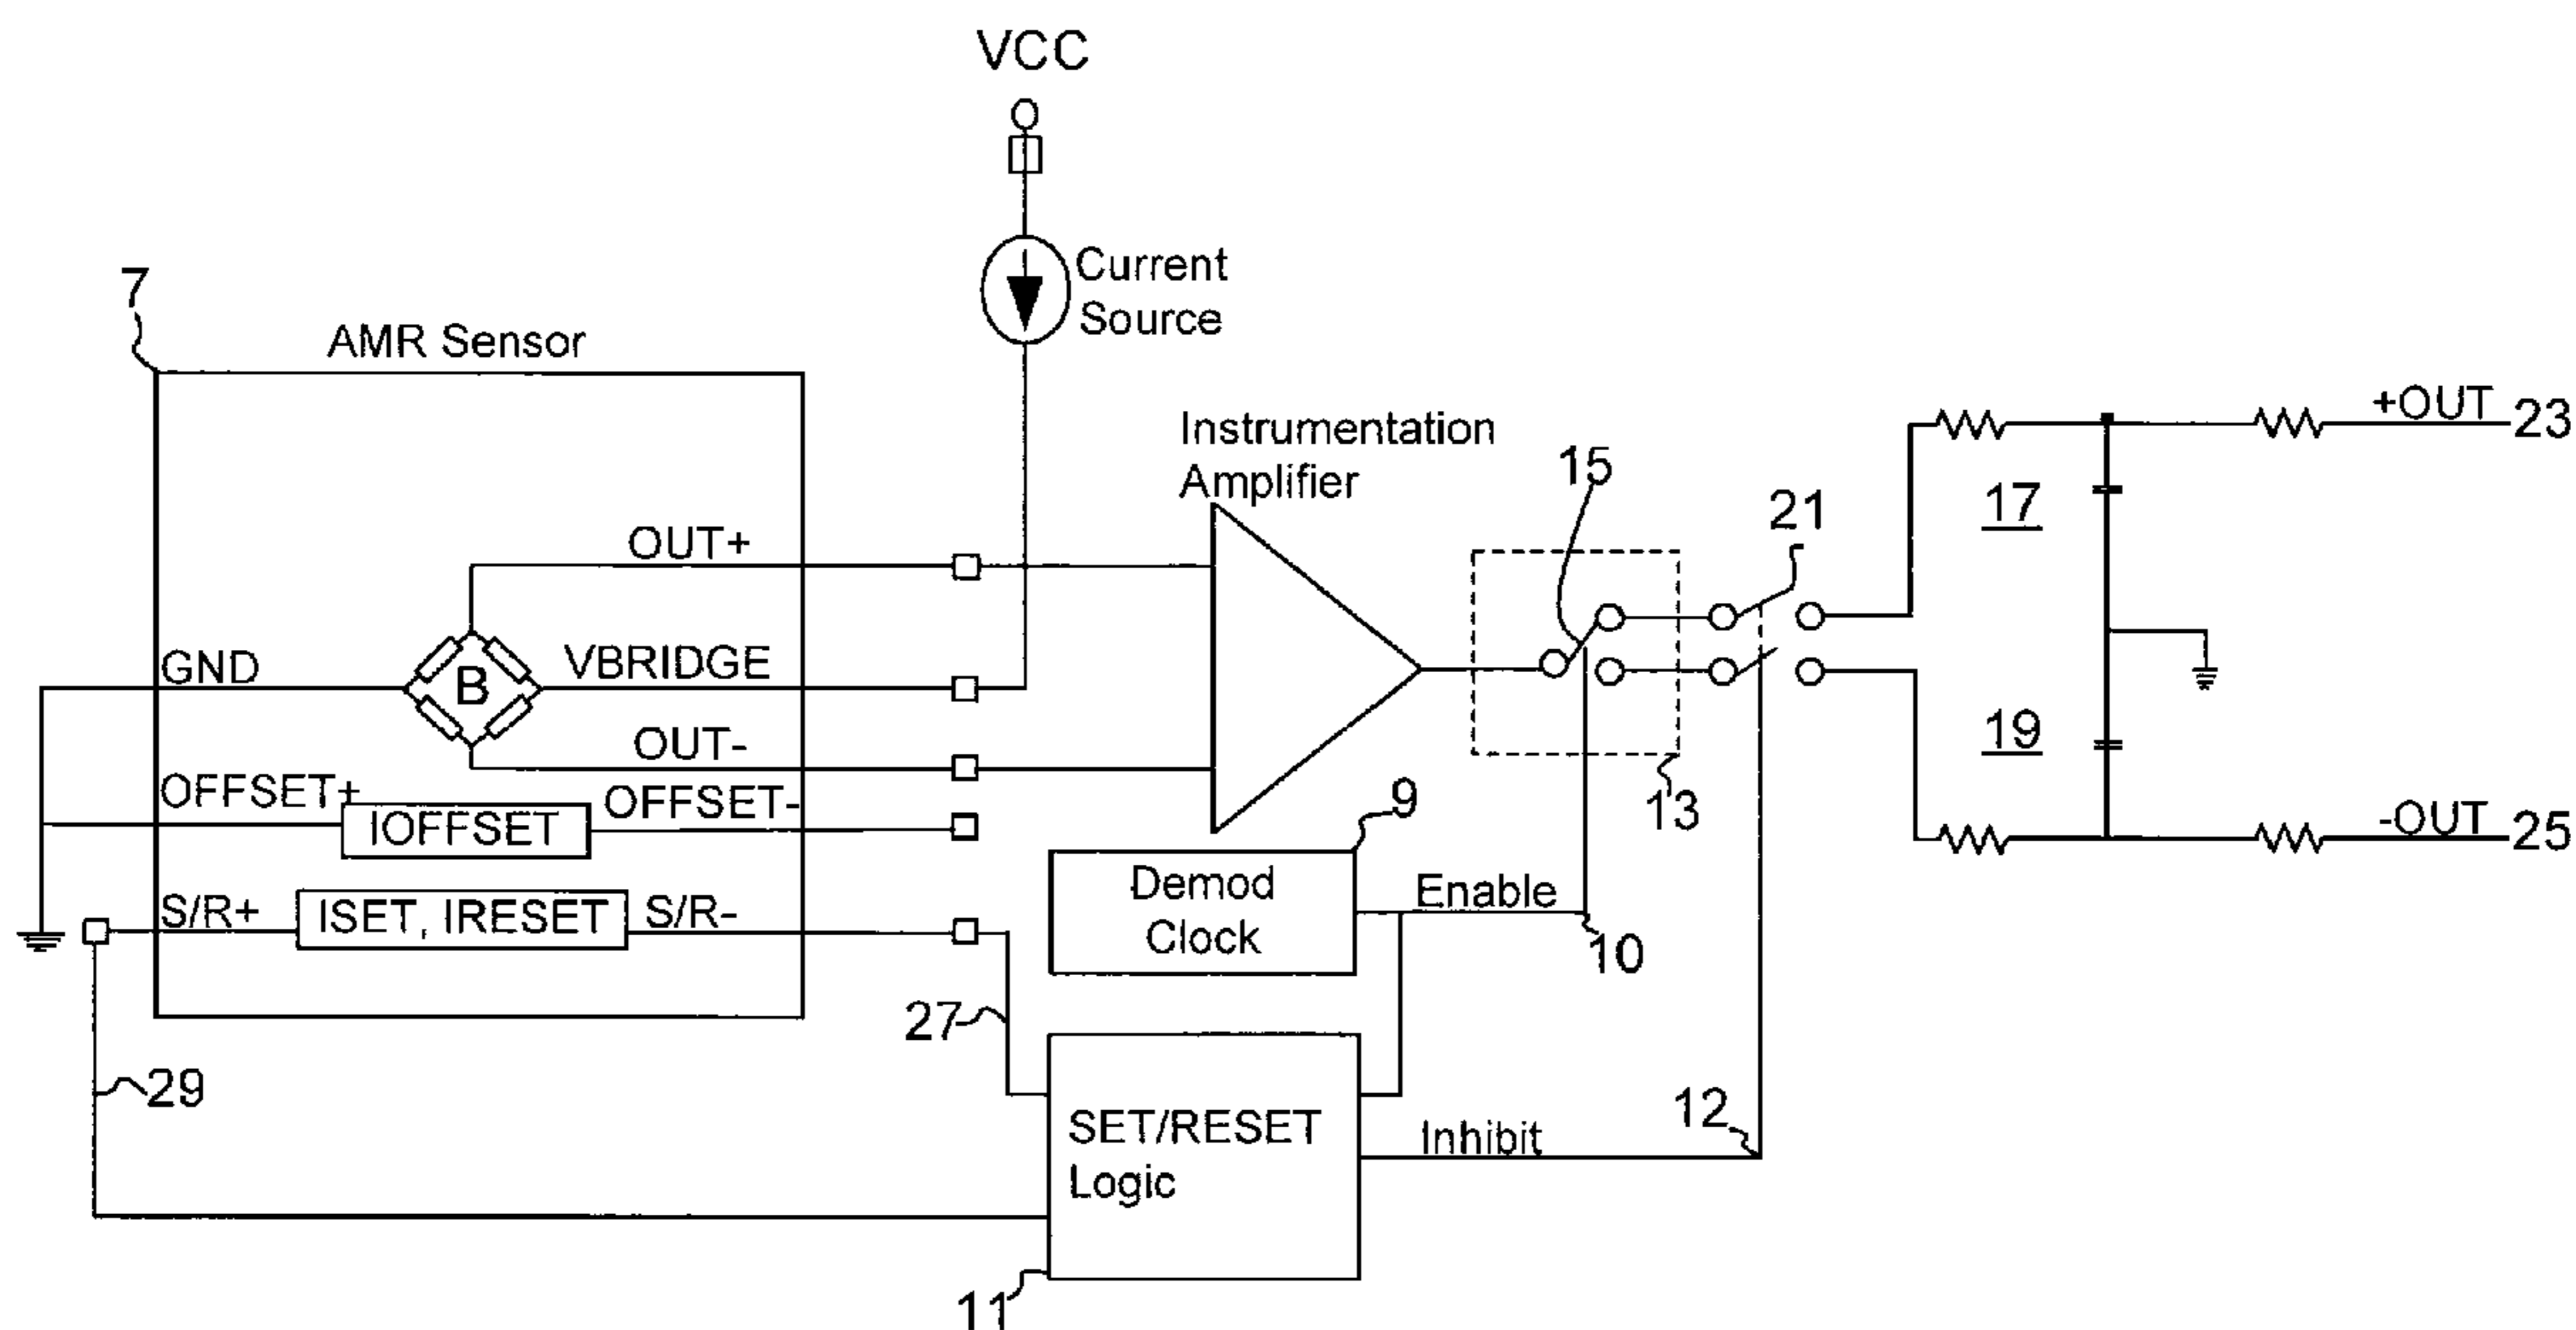 VCC
Current
Source
7
AMR Sensor
Instrumentation
Amplifier
15
+OUT
23
21
17
OUT+
GND
B
VBRIDGE
19
OUT-
OFFSET+
OFFSET-
IOFFSET
9
13
-OUT
25
Demod
Clock
Enable
10
S/R+
ISET, IRESET
S/R-
27
29
SET/RESET
Logic
Inhibit
12
11